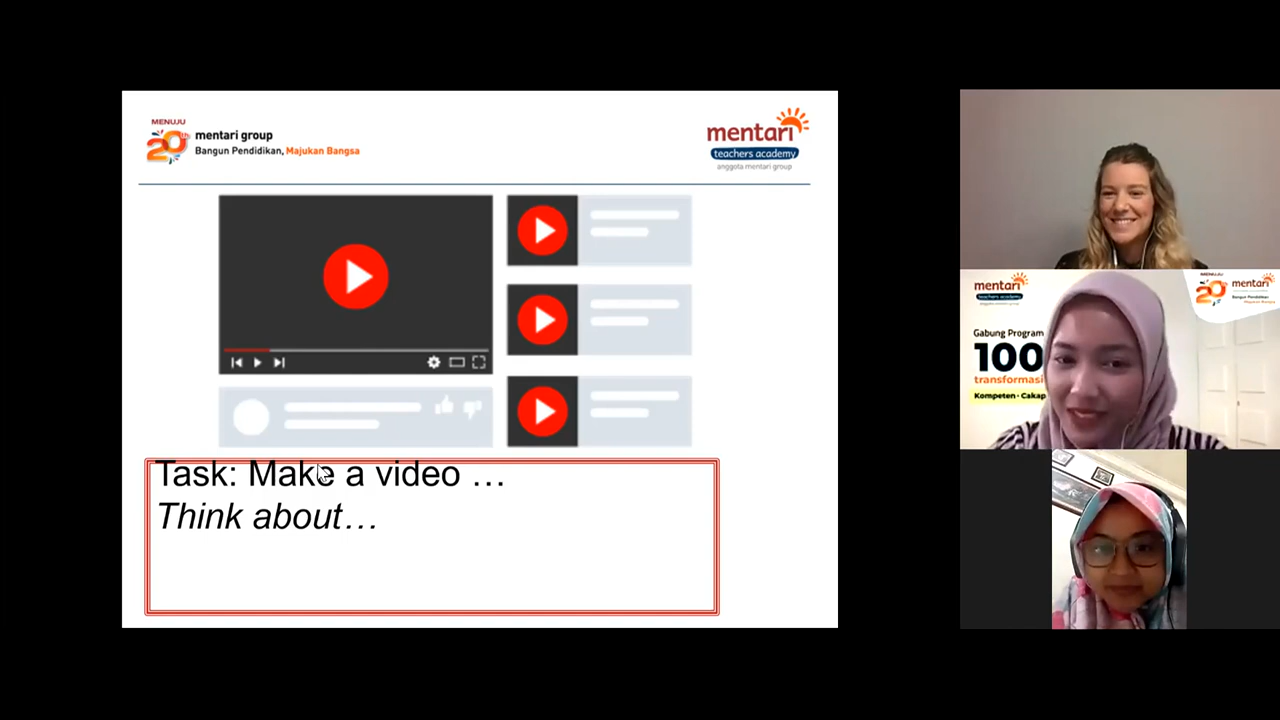 MENUJU
20th
mentari group
Bangun Pendidikan, Majukan Bangsa
mentari
teachers academy
anggota mentari group
Task: Make a video …
Think about…
mentari
teachers academy
MENUJU
20
mentari
Bangun Pendidikan
Majukan Bangsa
Gabung Program
100
transformasi
Kompeten · Cakap